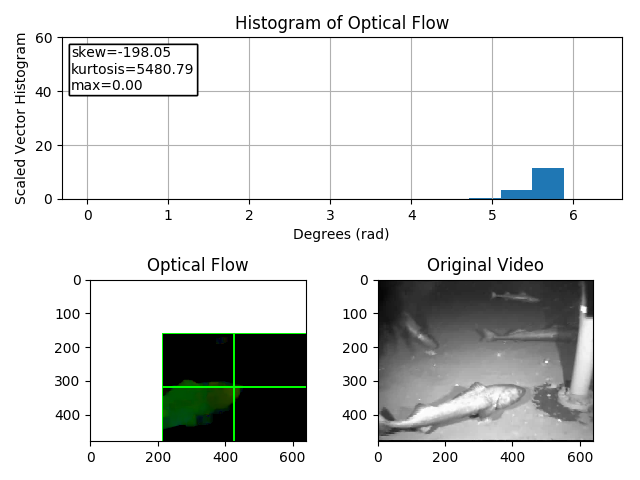 Histogram of Optical Flow
60
skew=-198.05
kurtosis=5480.79
max=0.00
40
20
0
Scaled Vector Histogram
0 1 2 3 4 5 6
Degrees (rad)
Optical Flow
0
100
200
300
400
0 200 400 600
Original Video
0
100
200
300
400
0 200 400 600